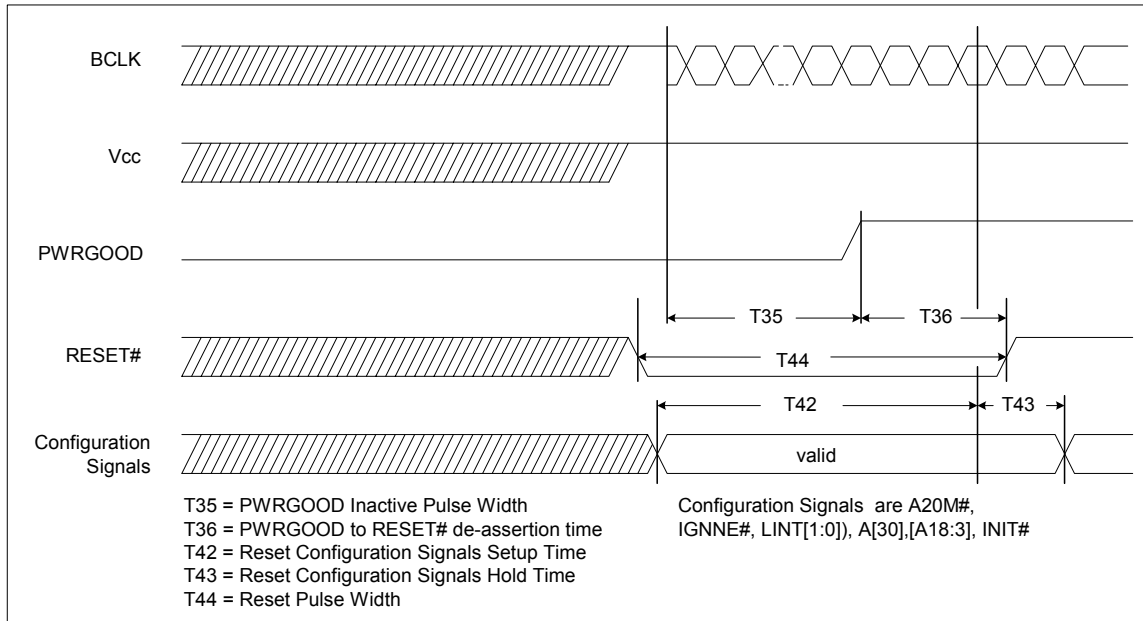 BCLK
Vcc
PWRGOOD
T35
T36
RESET#
T44
T42
T43
Configuration
Signals
valid
T35 = PWRGOOD Inactive Pulse Width
T36 = PWRGOOD to RESET# de-assertion time
T42 = Reset Configuration Signals Setup Time
T43 = Reset Configuration Signals Hold Time
T44 = Reset Pulse Width
Configuration Signals are A20M#,
IGNNE#, LINT[1:0]), A[30],[A18:3], INIT#